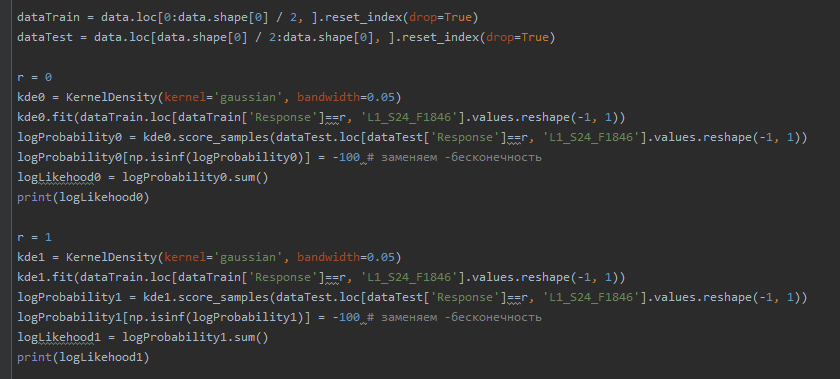 dataTrain = data.loc[0:data.shape[0] / 2, ].reset_index(drop=True)
dataTest = data.loc[data.shape[0] / 2:data.shape[0], ].reset_index(drop=True)
r = 0
kde0 = KernelDensity(kernel='gaussian', bandwidth=0.05)
kde0.fit(dataTrain.loc[dataTrain['Response']==r, 'L1_S24_F1846'].values.reshape(-1, 1))
logProbability0 = kde0.score_samples(dataTest.loc[dataTest['Response']==r, 'L1_S24_F1846'].values.reshape(-1, 1))
logProbability0[np.isinf(logProbability0)] = -100 # заменяем -бесконечность
logLikehood0 = logProbability0.sum()
print(logLikehood0)
r = 1
kde1 = KernelDensity(kernel='gaussian', bandwidth=0.05)
kde1.fit(dataTrain.loc[dataTrain['Response']==r, 'L1_S24_F1846'].values.reshape(-1, 1))
logProbability1 = kde1.score_samples(dataTest.loc[dataTest['Response']==r, 'L1_S24_F1846'].values.reshape(-1, 1))
logProbability1[np.isinf(logProbability1)] = -100 # заменяем -бесконечность
logLikehood1 = logProbability1.sum()
print(logLikehood1)